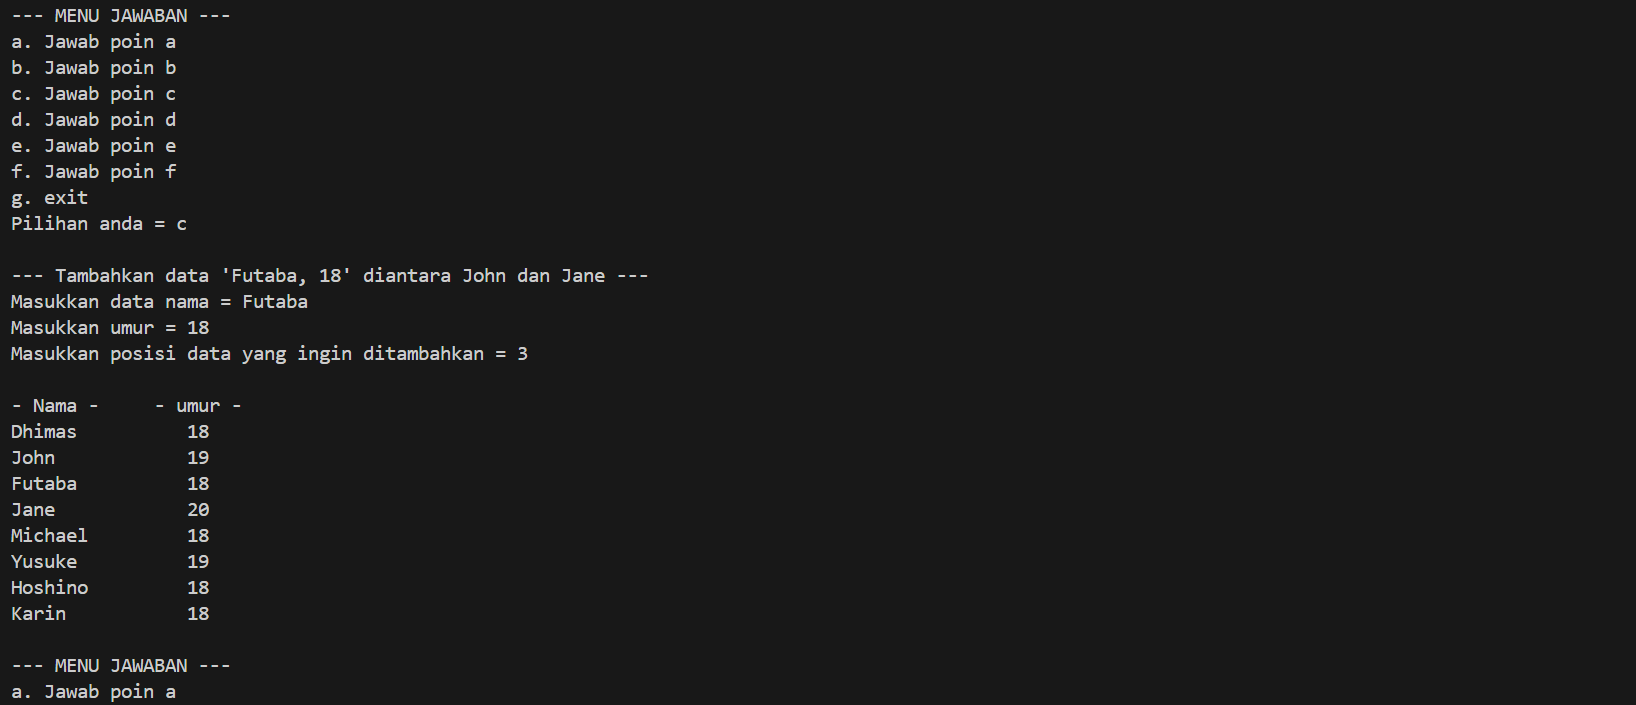 --- MENU JAWABAN ---
a. Jawab poin a
b. Jawab poin b
c. Jawab poin c
d. Jawab poin d
e. Jawab poin e
f. Jawab poin f
g. exit
Pilihan anda = c
--- Tambahkan data 'Futaba, 18' diantara John dan Jane ---
Masukkan data nama = Futaba
Masukkan umur = 18
Masukkan posisi data yang ingin ditambahkan = 3
- Nama -     - umur -
Dhimas          18
John            19
Futaba          18
Jane            20
Michael         18
Yusuke          19
Hoshino         18
Karin           18
--- MENU JAWABAN ---
a. Jawab poin a